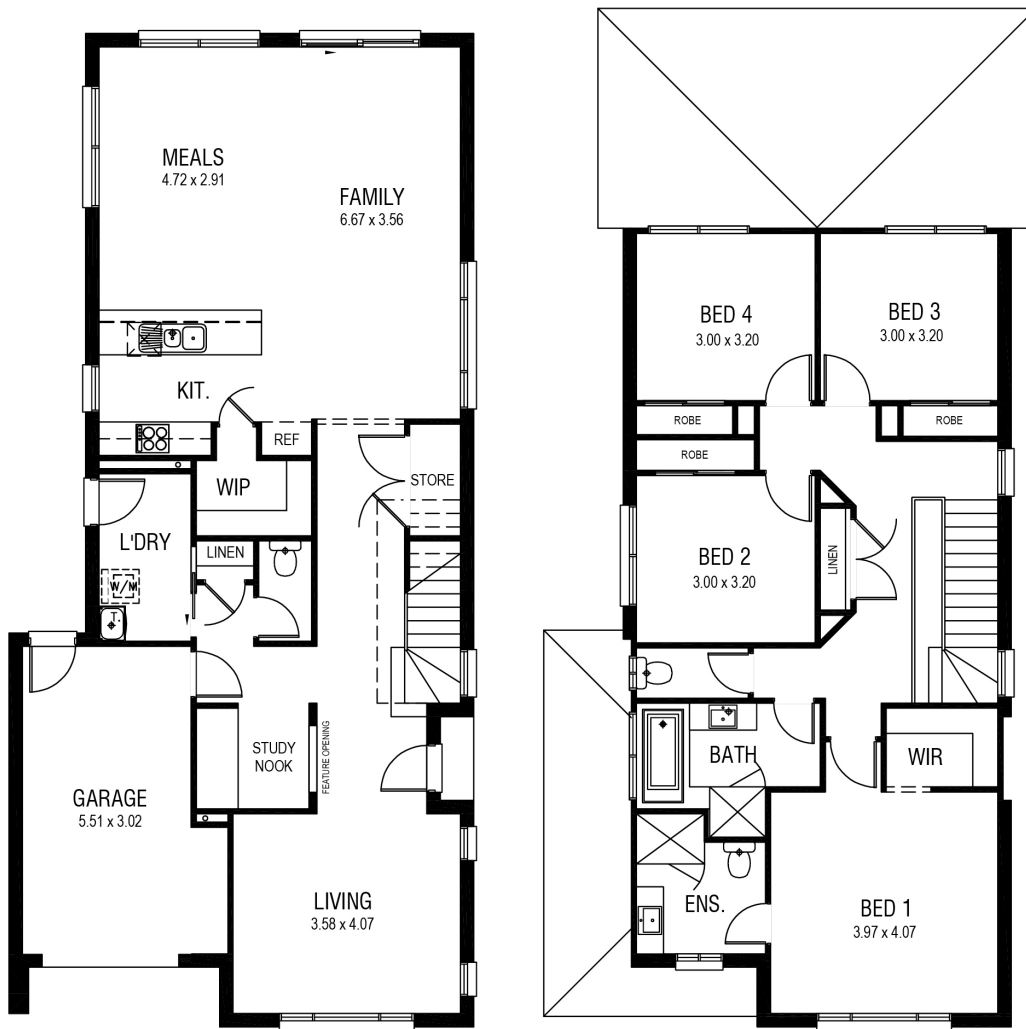 MEALS
4.72 x 2.91
FAMILY
6.67 x 3.56
KIT.
REF
WIP
STORE
L'DRY
LINEN
W/M
T.
STUDY
NOOK
FEATURE OPENING
GARAGE
5.51 x 3.02
LIVING
3.58 x 4.07
BED 4
3.00 x 3.20
BED 3
3.00 x 3.20
ROBE
ROBE
ROBE
BED 2
3.00 x 3.20
LINEN
BATH
WIR
ENS.
BED 1
3.97 x 4.07